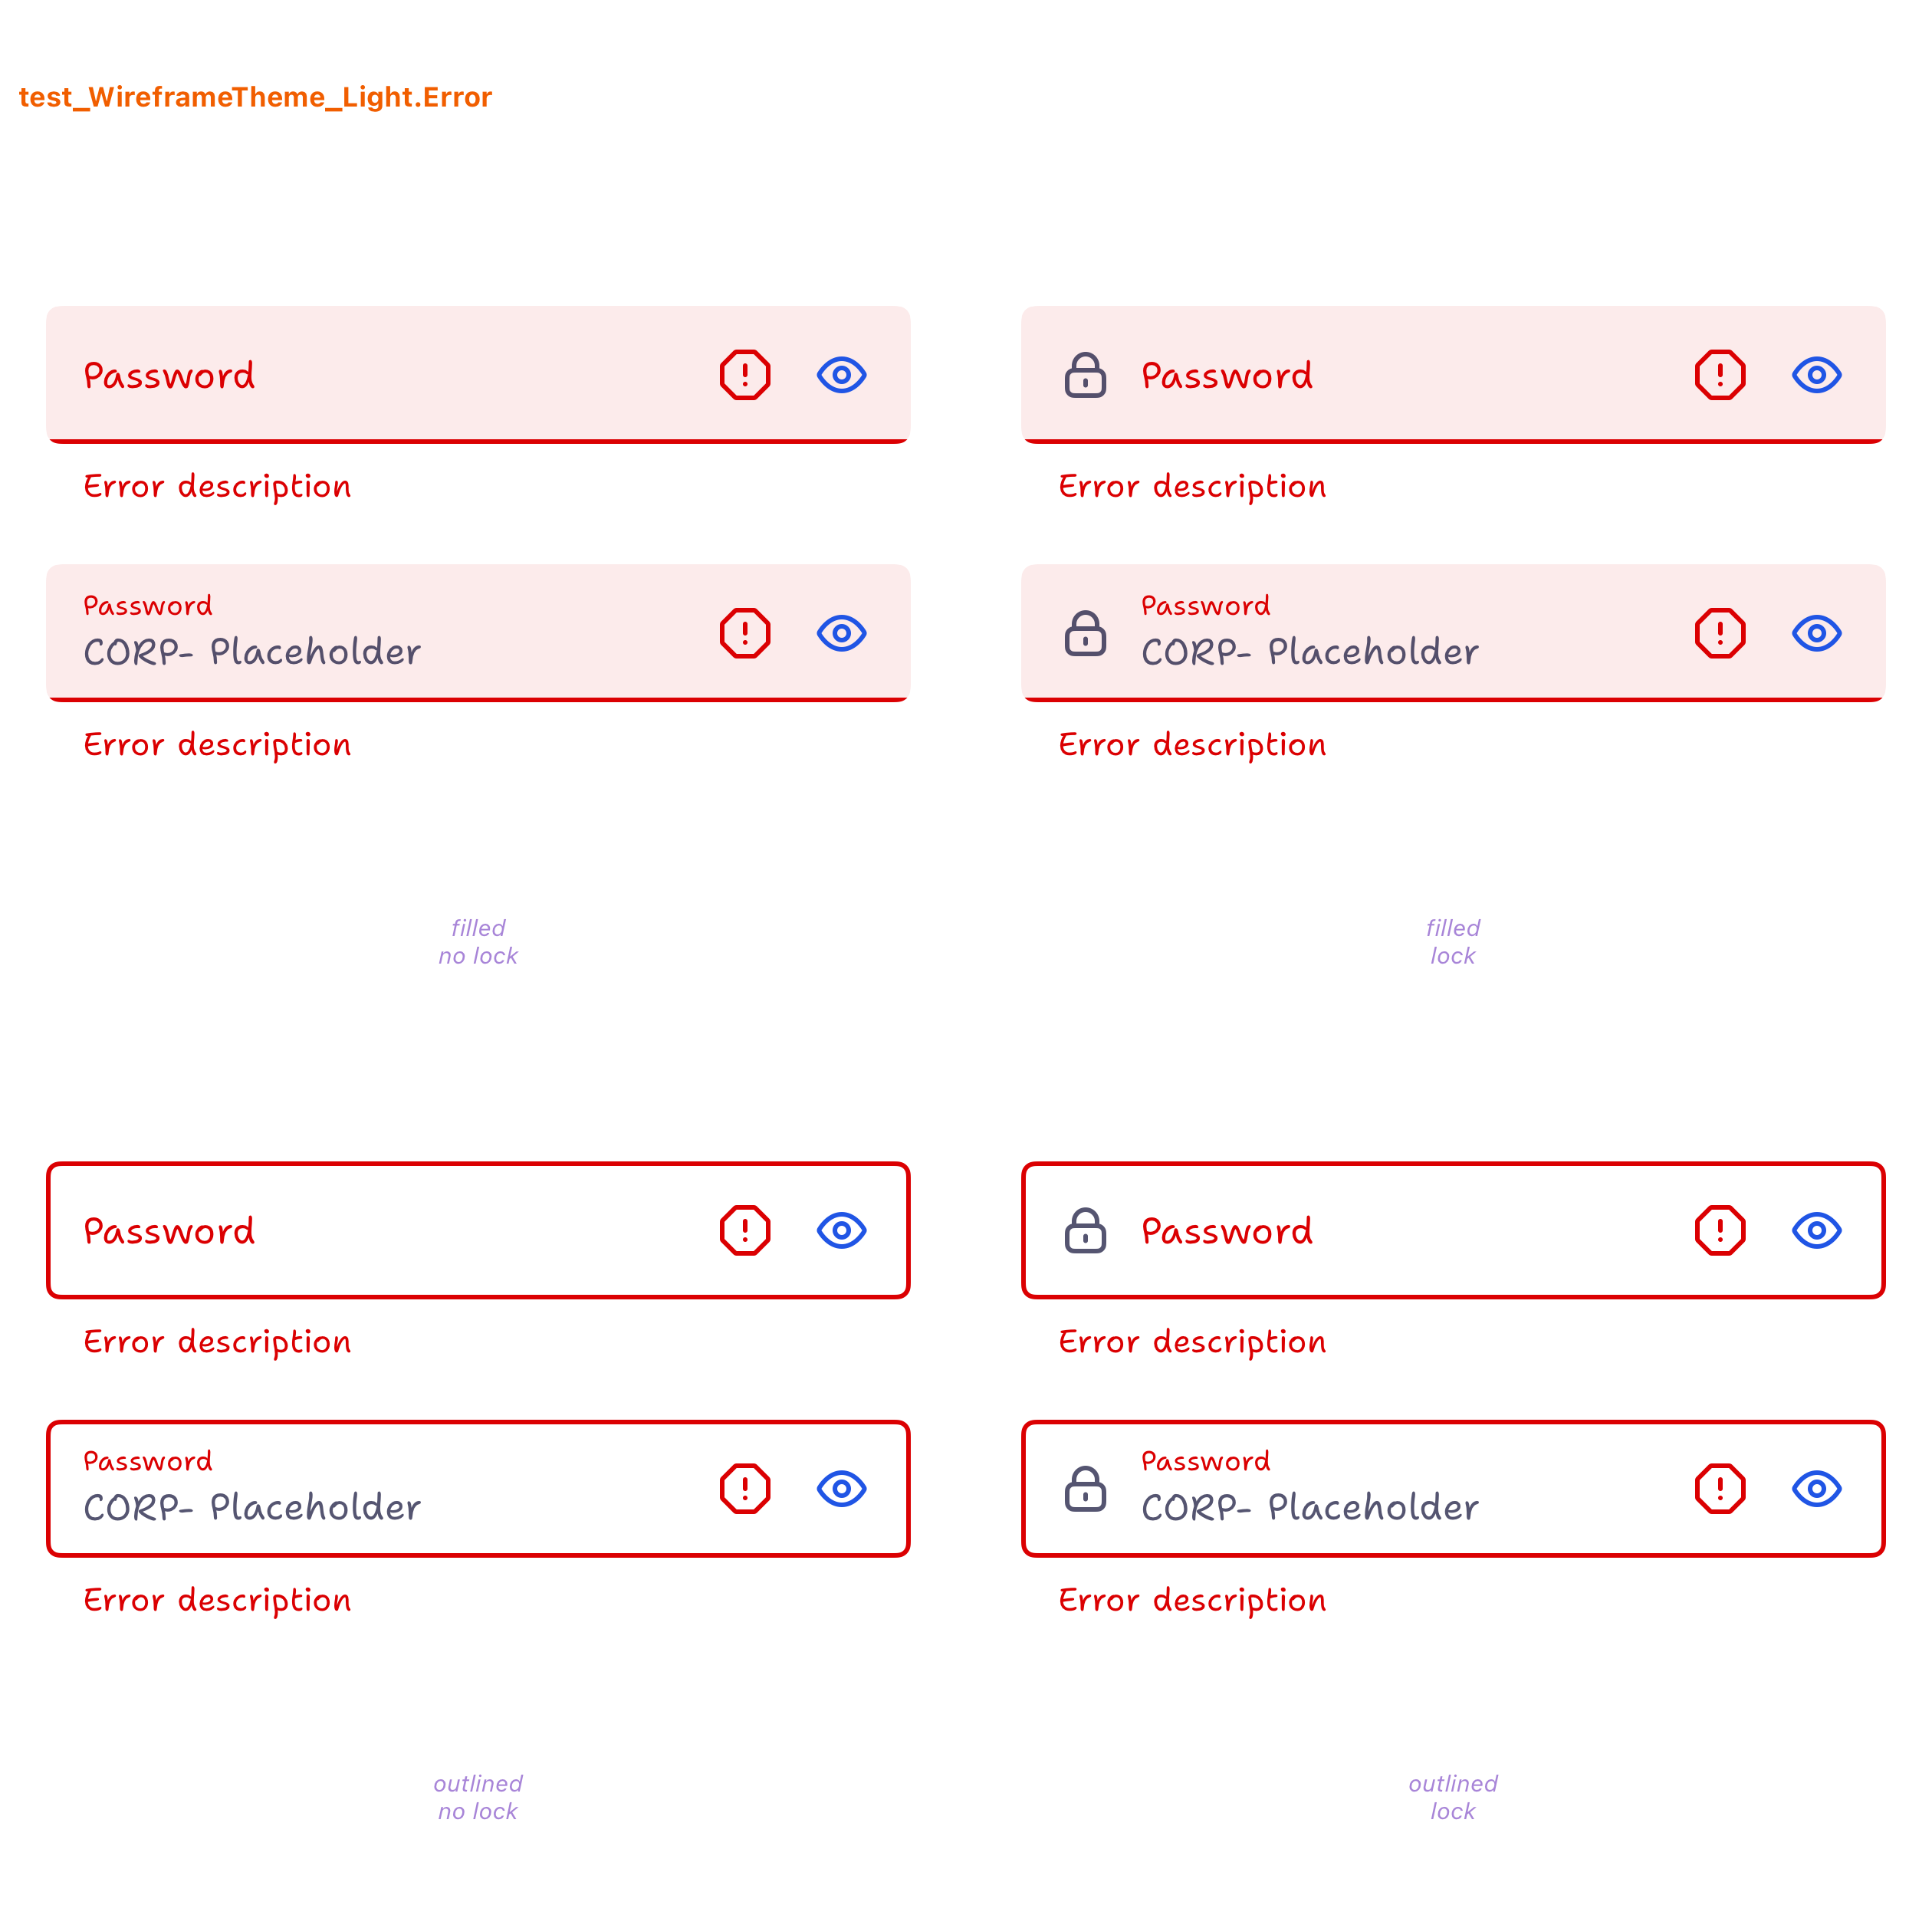 test_WireframeTheme_Light.Error
Password
Error description
Password
CORP- Placeholder
Error description
filled
no lock
Password
Error description
Password
CORP- Placeholder
Error description
filled
lock
Password
Error description
Password
CORP- Placeholder
Error description
outlined
no lock
Password
Error description
Password
CORP- Placeholder
Error description
outlined
lock